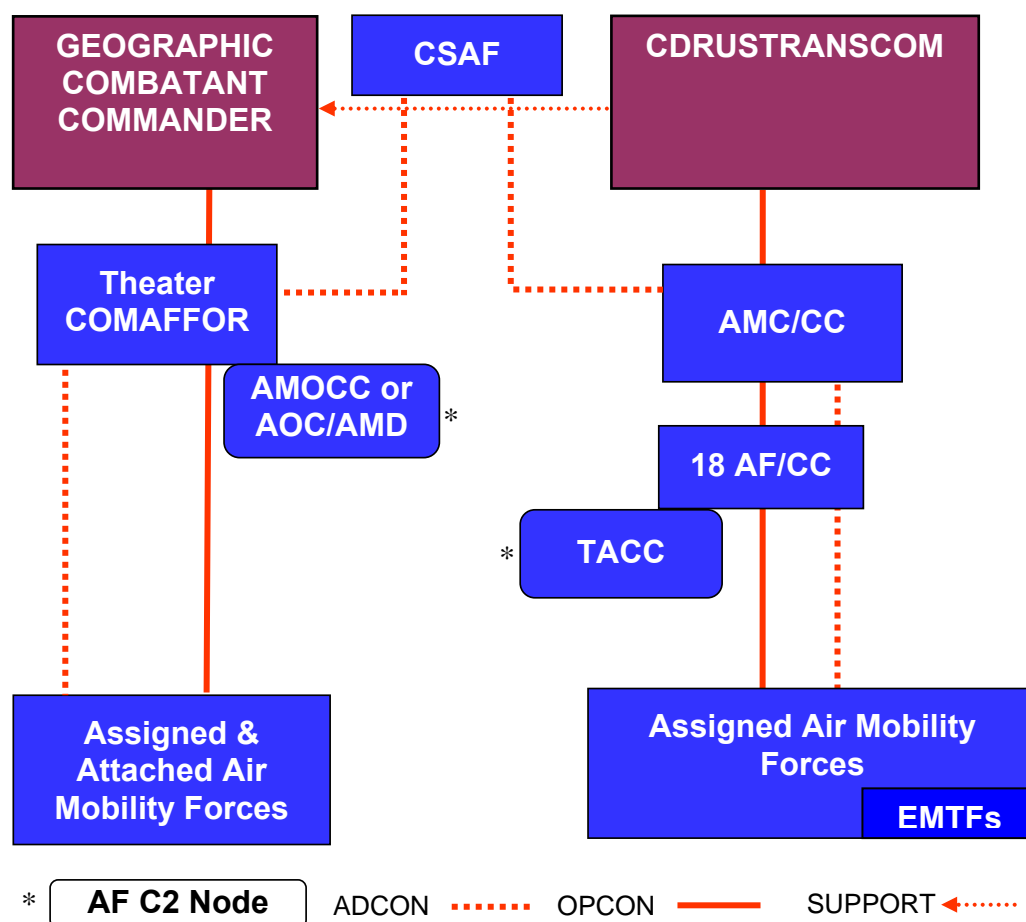 GEOGRAPHIC
COMBATANT
COMMANDER
CSAF
CDRUSTRANSCOM
Theater
COMAFFOR
AMC/CC
AMOCC or
AOC/AMD
*
18 AF/CC
*
TACC
Assigned &
Attached Air
Mobility Forces
Assigned Air Mobility
Forces
EMTFs
* AF C2 Node ADCON OPCON SUPPORT